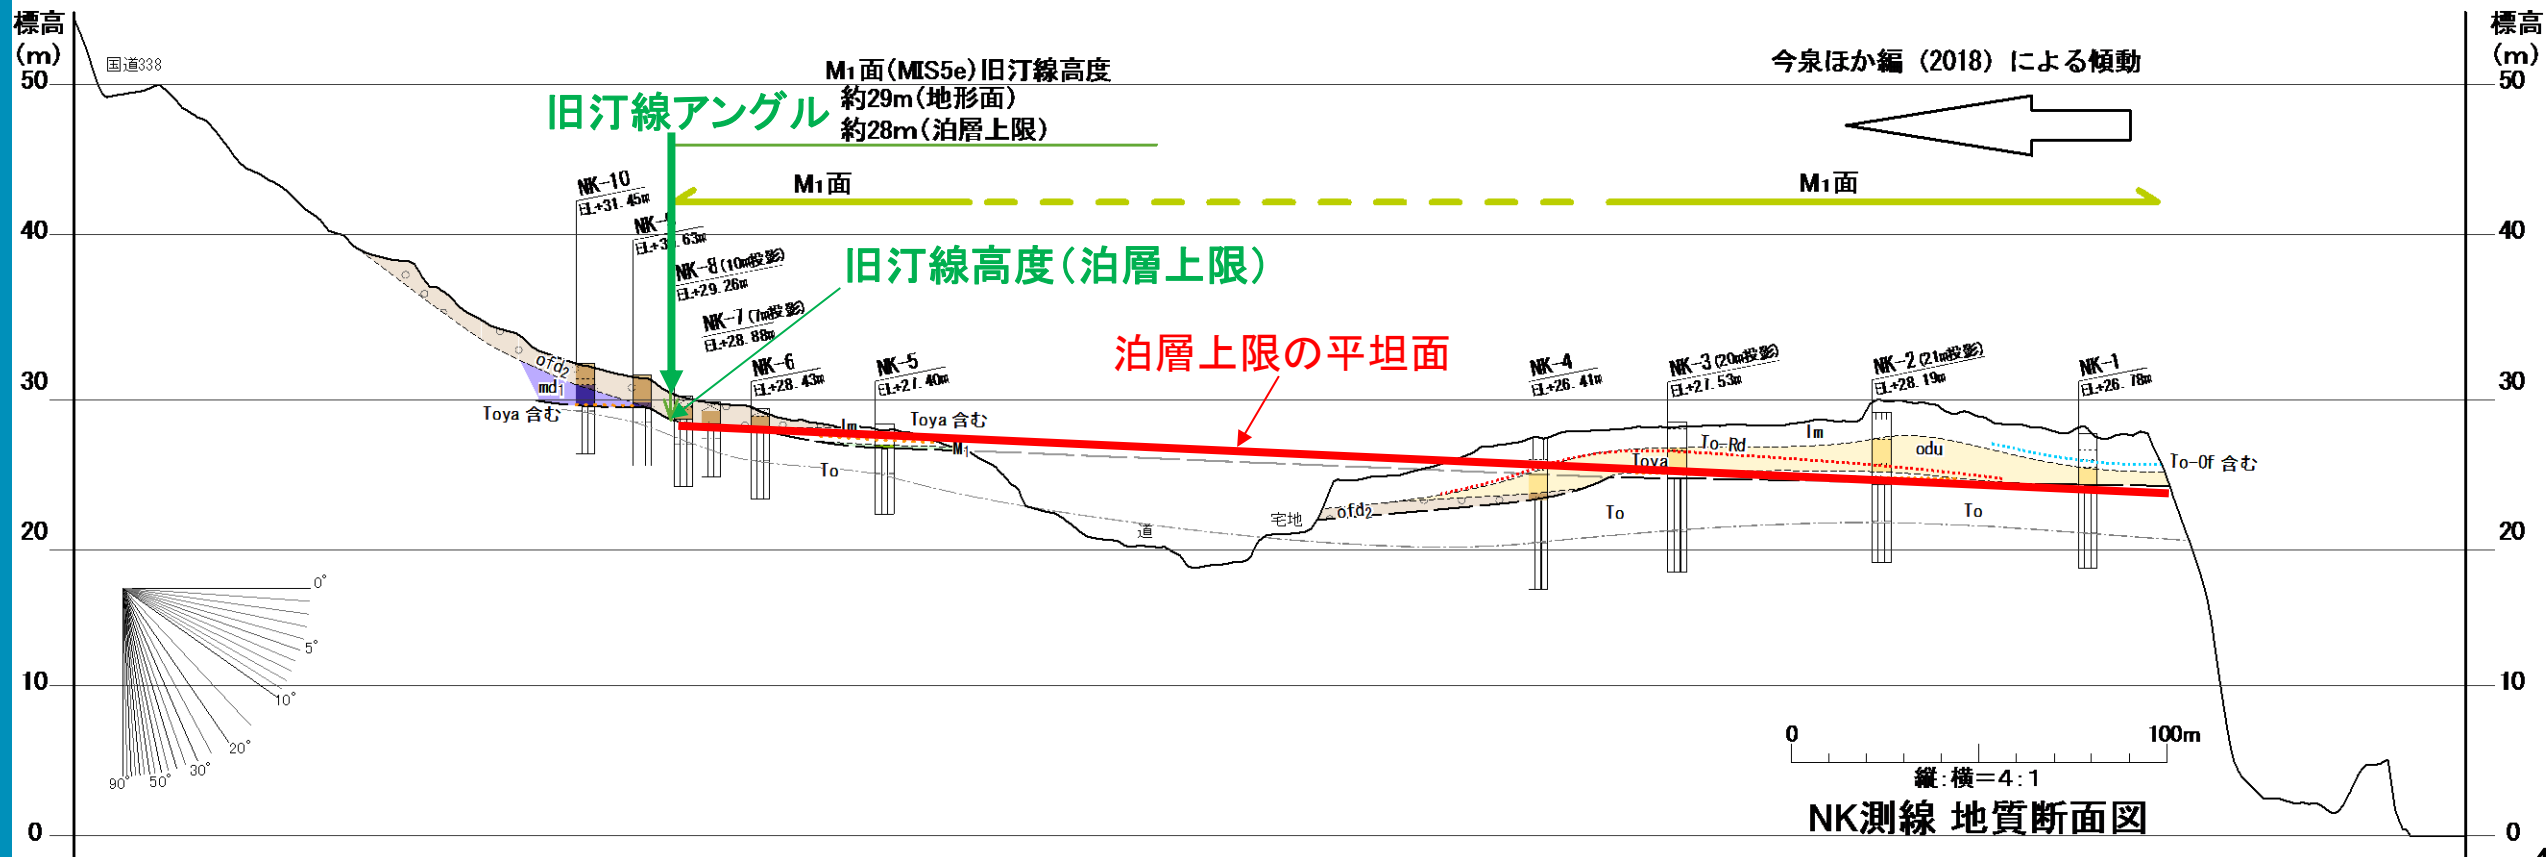 標高
(m)
50
40
30
20
10
0
国道338
M1面(MIS5e)旧汀線高度
約29m(地形面)
約28m(泊層上限)
旧汀線アングル
今泉ほか編(2018)による傾動
標高
(m)
50
40
30
20
10
0
M1面
M1面
NK-10
EL+31.45m
NK-8(10m投影)
EL+29.26m
NK-7(7m投影)
EL+28.88m
NK-6
EL+28.43m
NK-5
EL+27.40m
旧汀線高度(泊層上限)
泊層上限の平坦面
NK-4
EL+26.41m
NK-3(20m投影)
EL+27.53m
NK-2(21m投影)
EL+28.19m
NK-1
EL+26.78m
ofd2
md1
Toya 含む
lm
Toya 含む
M1
To
道
宅地
ofd2
Toya
To-Rd
lm
odu
To-Of 含む
To
To
0°
5°
10°
20°
30°
50°
90°
0
100m
縦:横=4:1
NK測線 地質断面図